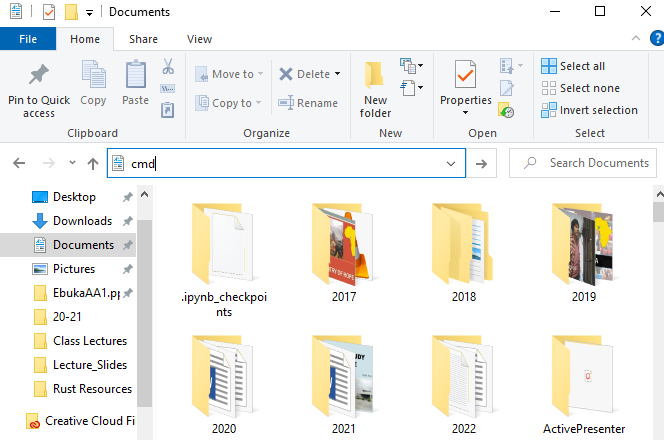 Documents
File Home Share View
Pin to Quick access
Copy
Paste
Move to
Copy to
Delete
Rename
New folder
Properties
Select all
Select none
Invert selection
Clipboard Organize New Open Select
cmd
Search Documents
Desktop
Downloads
Documents
Pictures
EbukaAA1.p
20-21
Class Lectures
Lecture_Slides
Rust Resources
Creative Cloud Fi
.ipynb_checkpoi
nts
2017
2018
2019
2020
2021
2022
ActivePresenter